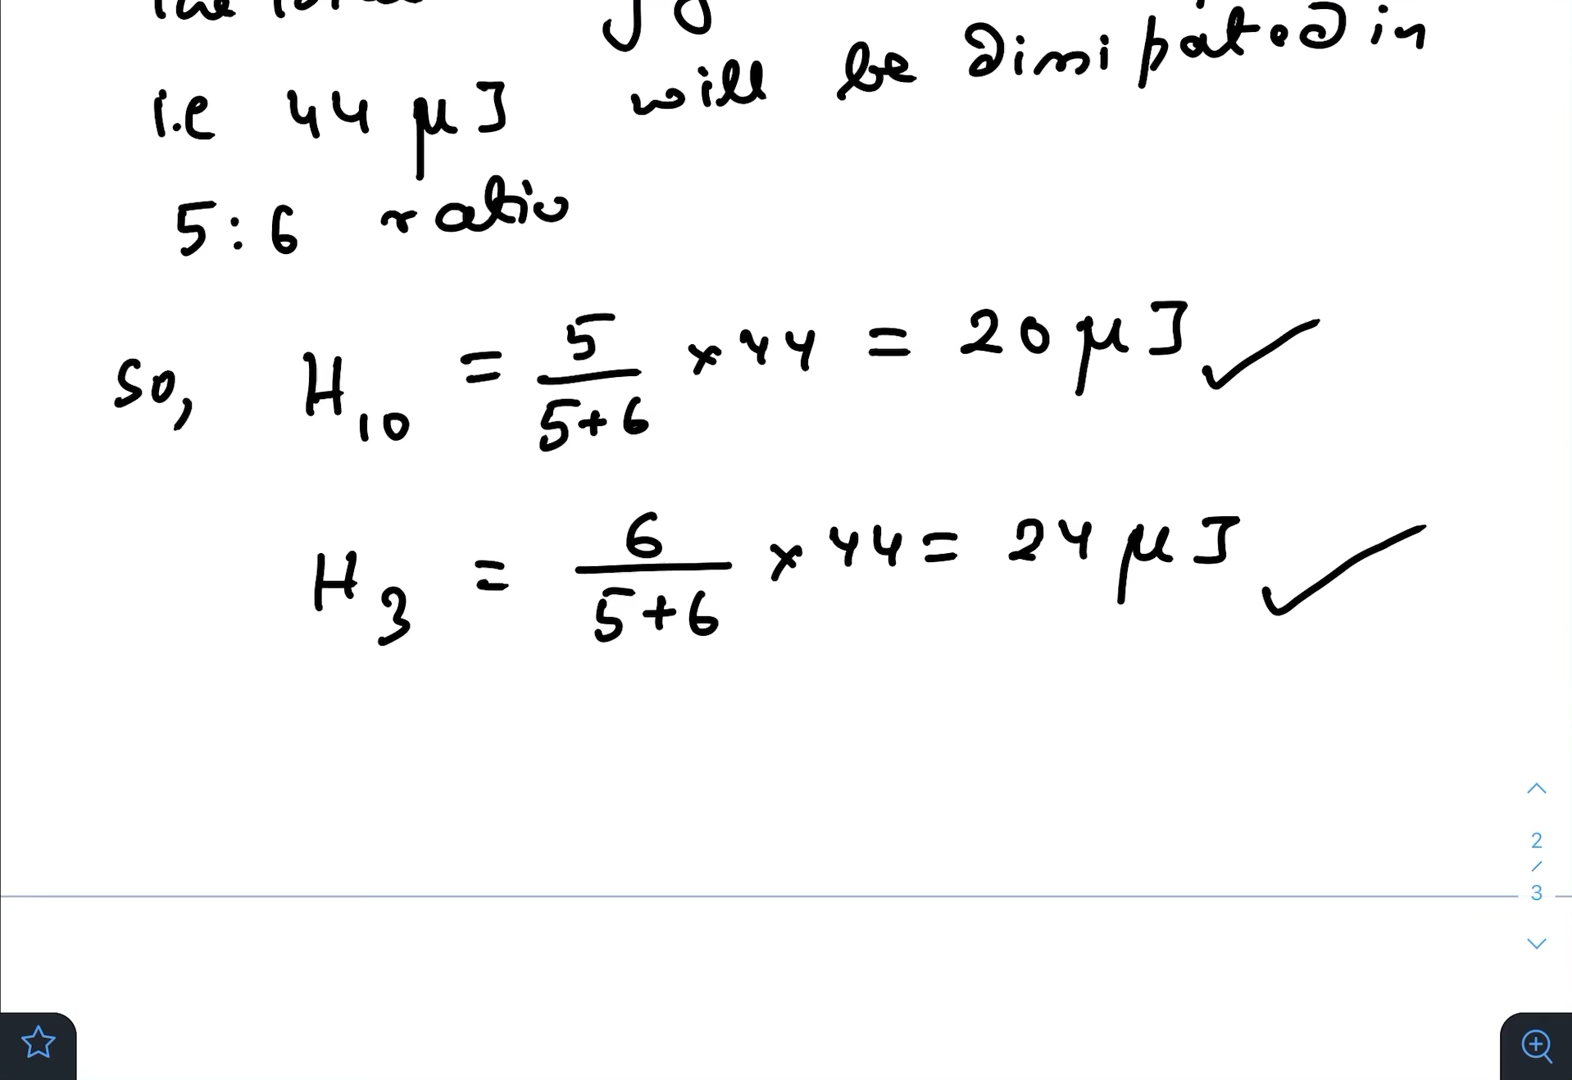 i.e 44 μJ will be dissipated in
5:6 ratio
So, H₁₀ = 5/(5+6) × 44 = 20 μJ ✓
H₃ = 6/(5+6) × 44 = 24 μJ ✓
2
/
3